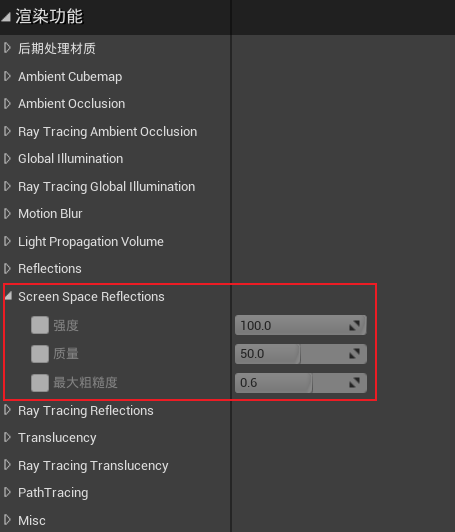 渲染功能
后期处理材质
Ambient Cubemap
Ambient Occlusion
Ray Tracing Ambient Occlusion
Global Illumination
Ray Tracing Global Illumination
Motion Blur
Light Propagation Volume
Reflections
Screen Space Reflections
强度 100.0
质量 50.0
最大粗糙度 0.6
Ray Tracing Reflections
Translucency
Ray Tracing Translucency
PathTracing
Misc